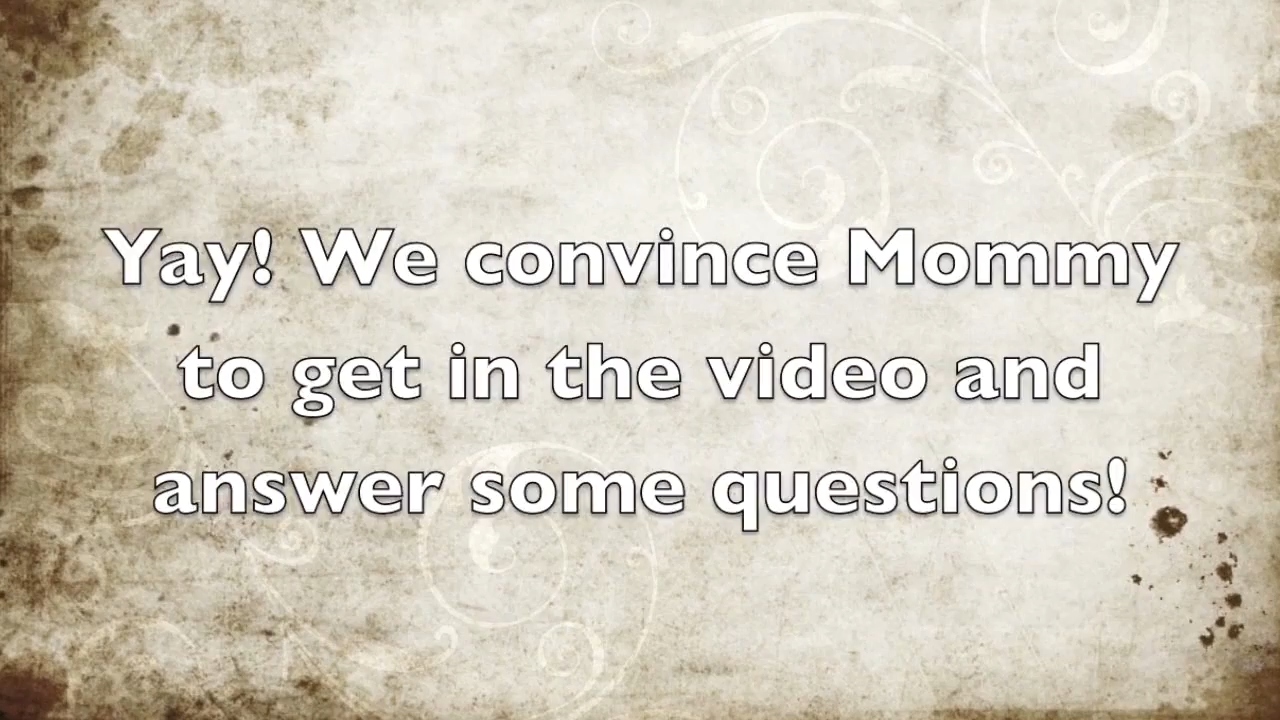 Yay! We convince Mommy
to get in the video and
answer some questions!